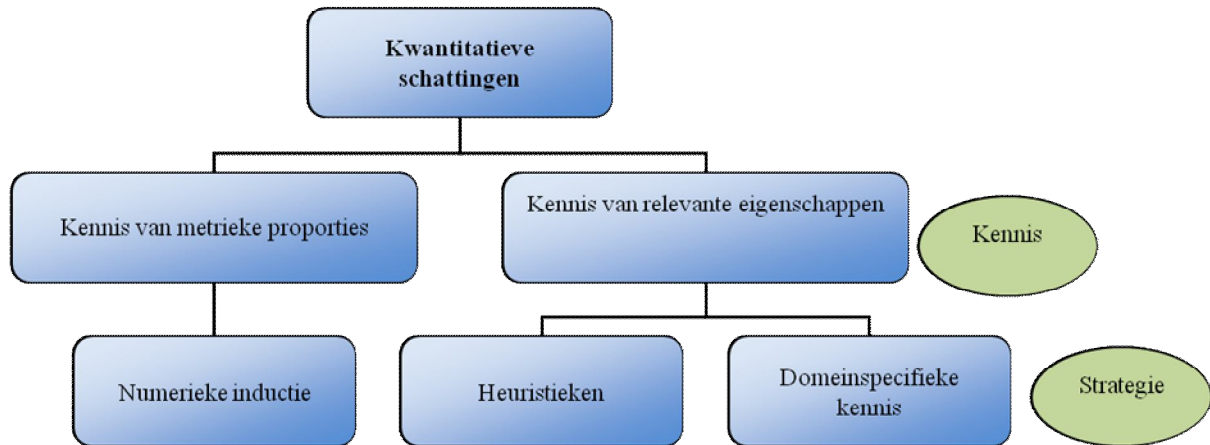 Kwantitatieve
schattingen
Kennis van metrieke proporties
Kennis van relevante eigenschappen
Kennis
Numerieke inductie
Heuristieken
Domeinspecifieke
kennis
Strategie